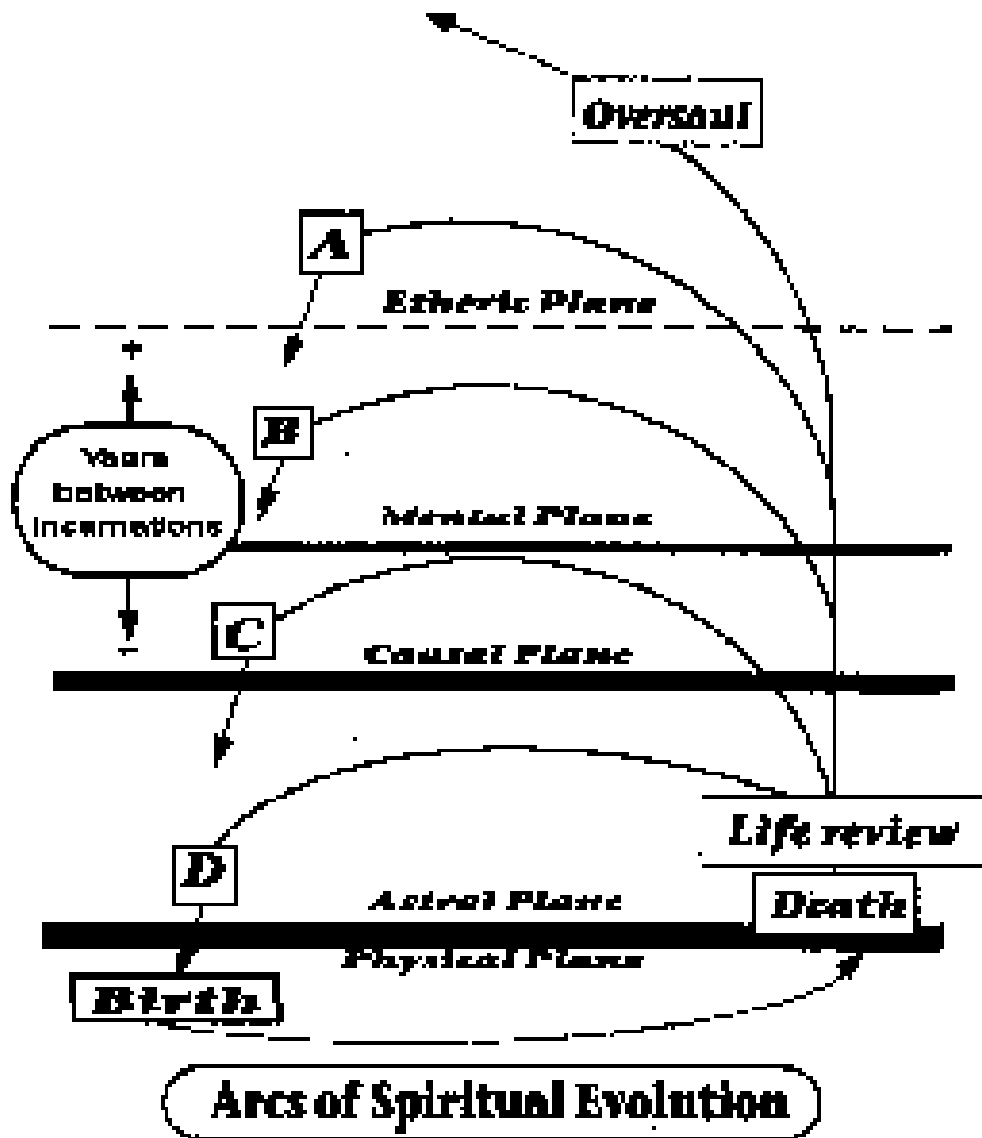 Oversoul
A
Etheric Plane
+
B
Years
between
incarnations
Mental Plane
C
-
Causal Plane
Life review
D
Death
Astral Plane
Physical Plane
Birth
Arcs of Spiritual Evolution